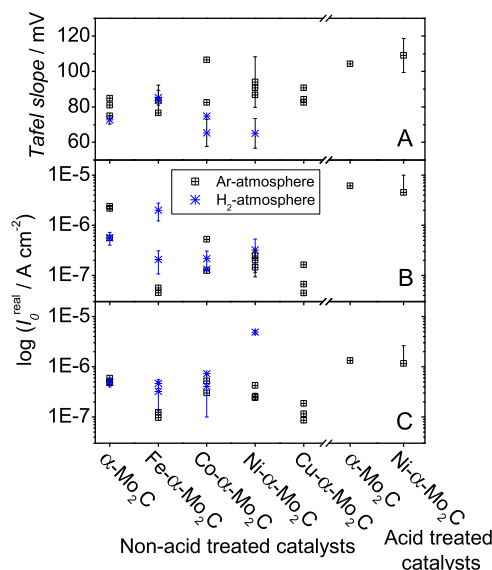 Tafel slope / mV
120
100
80
60
A
Ar-atmosphere
H2-atmosphere
log (I0 real / A cm-2)
1E-5
1E-6
1E-7
B
1E-5
1E-6
1E-7
C
α-Mo2C
Fe-α-Mo2C
Co-α-Mo2C
Ni-α-Mo2C
Cu-α-Mo2C
α-Mo2C
Ni-α-Mo2C
Non-acid treated catalysts
Acid treated
catalysts